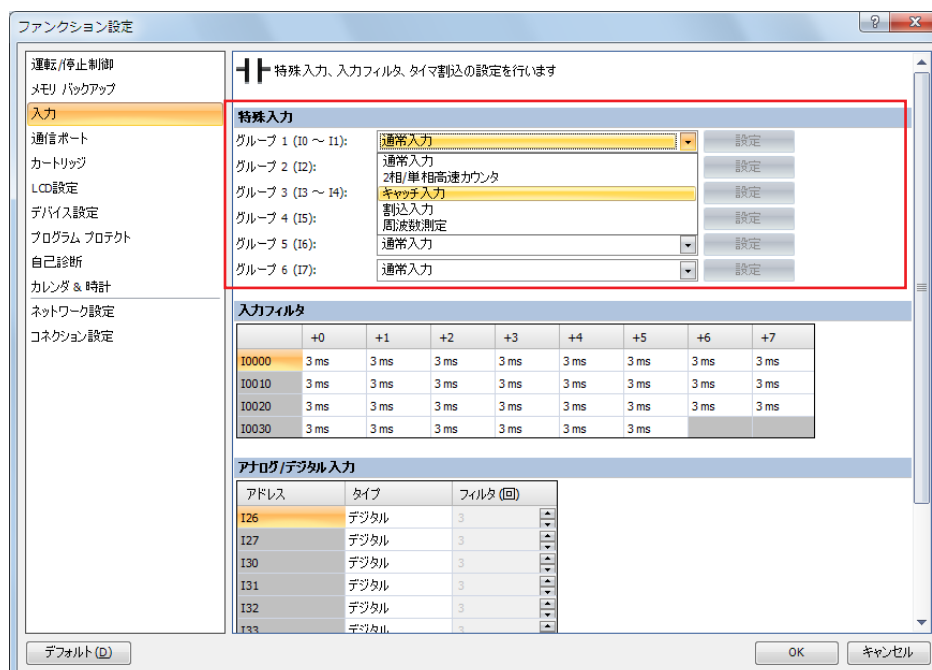 ファンクション設定
運転/停止制御
メモリ バックアップ
入力
通信ポート
カートリッジ
LCD設定
デバイス設定
プログラム プロテクト
自己診断
カレンダ & 時計
ネットワーク設定
コネクション設定
特殊入力、入力フィルタ、タイマ割込の設定を行います
特殊入力
グループ 1 (I0 ～ I1): 通常入力 設定
グループ 2 (I2): 設定
グループ 3 (I3 ～ I4): 設定
グループ 4 (I5): 設定
通常入力
2相/単相高速カウンタ
キャッチ入力
割込入力
周波数測定
グループ 5 (I6): 通常入力 設定
グループ 6 (I7): 通常入力 設定
入力フィルタ
+0 +1 +2 +3 +4 +5 +6 +7
I0000 3 ms 3 ms 3 ms 3 ms 3 ms 3 ms 3 ms 3 ms
I0010 3 ms 3 ms 3 ms 3 ms 3 ms 3 ms 3 ms 3 ms
I0020 3 ms 3 ms 3 ms 3 ms 3 ms 3 ms 3 ms 3 ms
I0030 3 ms 3 ms 3 ms 3 ms 3 ms 3 ms
アナログ/デジタル入力
アドレス タイプ フィルタ (回)
I26 デジタル 3
I27 デジタル 3
I30 デジタル 3
I31 デジタル 3
I32 デジタル 3
I33 デジタル 3
デフォルト(D) OK キャンセル